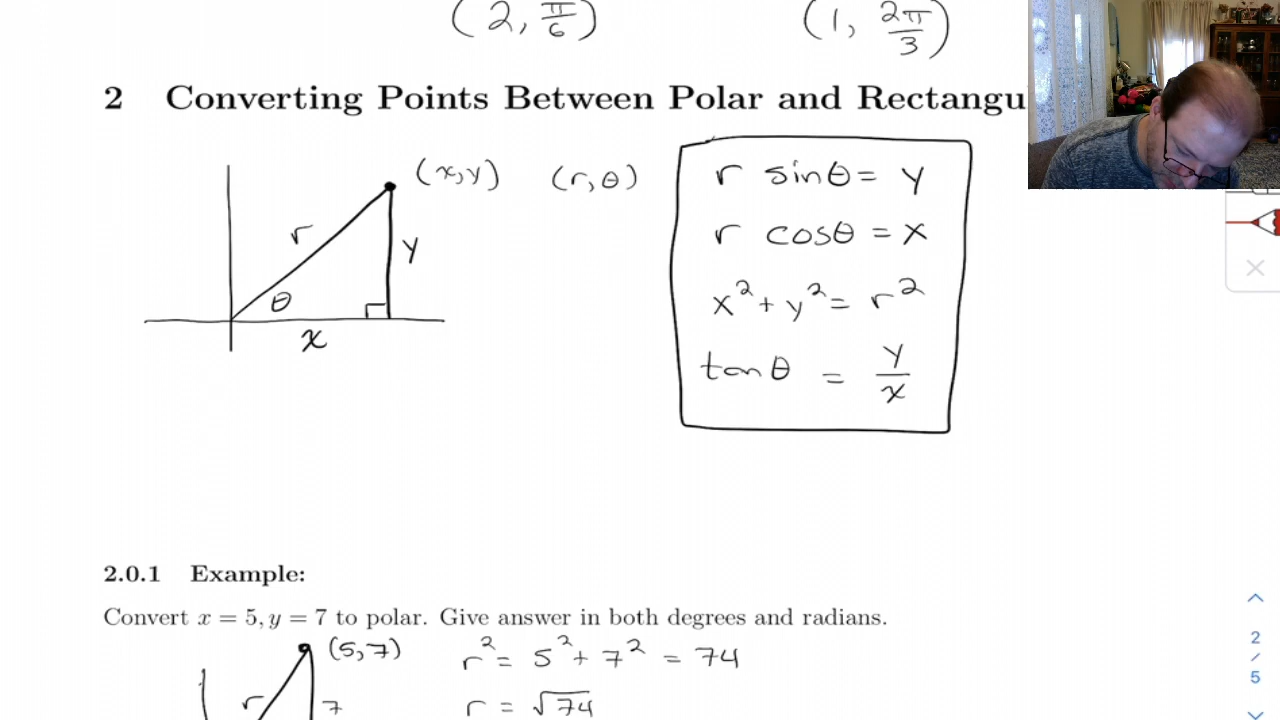 (2, π/6) (1, 2π/3)
2 Converting Points Between Polar and Rectangu
(x,y) (r,θ)
r sinθ = y
r cosθ = x
x² + y² = r²
tanθ = y/x
r
y
θ
x
2.0.1 Example:
Convert x = 5, y = 7 to polar. Give answer in both degrees and radians.
(5,7) r² = 5² + 7² = 74
r 7 r = √74
2
/
5